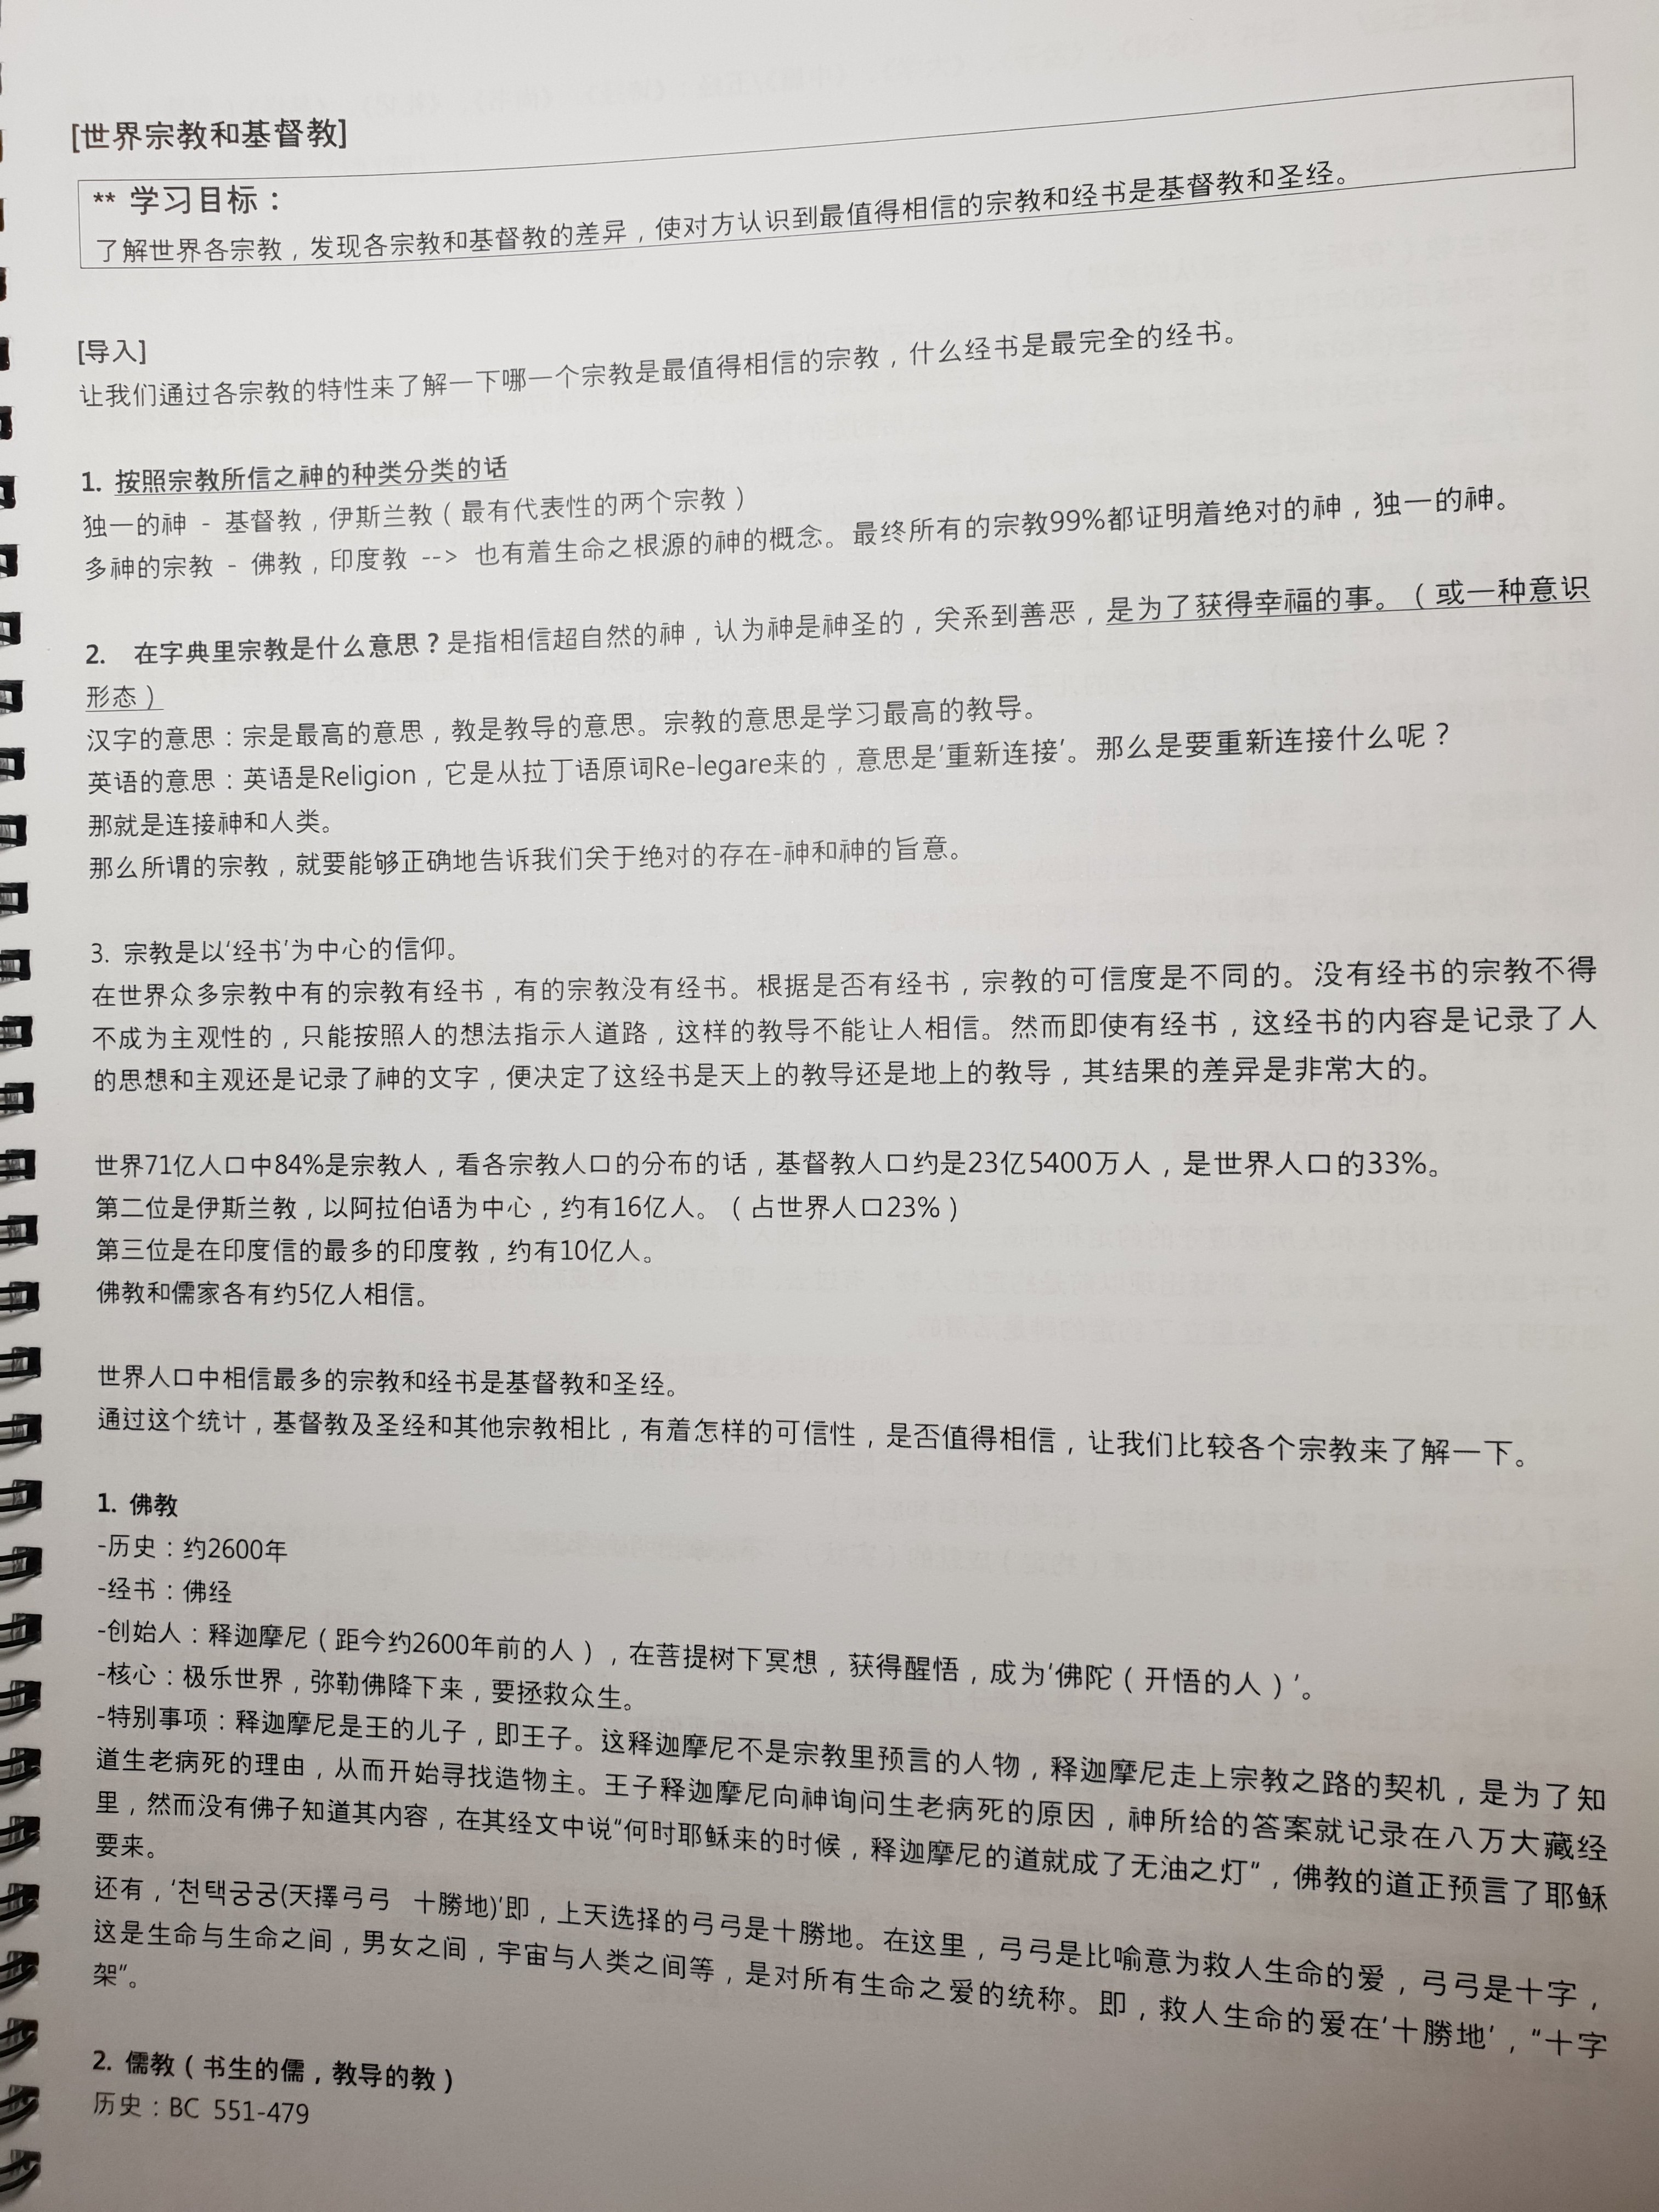 [世界宗教和基督教]
** 学习目标：
了解世界各宗教，发现各宗教和基督教的差异，使对方认识到最值得相信的宗教和经书是基督教和圣经。
[导入]
让我们通过各宗教的特性来了解一下哪一个宗教是最值得相信的宗教，什么经书是最完全的经书。
1. 按照宗教所信之神的种类分类的话
独一的神 - 基督教，伊斯兰教（最有代表性的两个宗教）
多神的宗教 - 佛教，印度教 --> 也有着生命之根源的神的概念。最终所有的宗教99%都证明着绝对的神，独一的神。
2. 在字典里宗教是什么意思？是指相信超自然的神，认为神是神圣的，关系到善恶，是为了获得幸福的事。（或一种意识
形态）
汉字的意思：宗是最高的意思，教是教导的意思。宗教的意思是学习最高的教导。
英语的意思：英语是Religion，它是从拉丁语原词Re-legare来的，意思是‘重新连接’。那么是要重新连接什么呢？
那就是连接神和人类。
那么所谓的宗教，就要能够正确地告诉我们关于绝对的存在-神和神的旨意。
3. 宗教是以‘经书’为中心的信仰。
在世界众多宗教中有的宗教有经书，有的宗教没有经书。根据是否有经书，宗教的可信度是不同的。没有经书的宗教不得
不成为主观性的，只能按照人的想法指示人道路，这样的教导不能让人相信。然而即使有经书，这经书的内容是记录了人
的思想和主观还是记录了神的文字，便决定了这经书是天上的教导还是地上的教导，其结果的差异是非常大的。
世界71亿人口中84%是宗教人，看各宗教人口的分布的话，基督教人口约是23亿5400万人，是世界人口的33%。
第二位是伊斯兰教，以阿拉伯语为中心，约有16亿人。（占世界人口23%）
第三位是在印度信的最多的印度教，约有10亿人。
佛教和儒家各有约5亿人相信。
世界人口中相信最多的宗教和经书是基督教和圣经。
通过这个统计，基督教及圣经和其他宗教相比，有着怎样的可信性，是否值得相信，让我们比较各个宗教来了解一下。
1. 佛教
-历史：约2600年
-经书：佛经
-创始人：释迦摩尼（距今约2600年前的人），在菩提树下冥想，获得醒悟，成为‘佛陀（开悟的人）’。
-核心：极乐世界，弥勒佛降下来，要拯救众生。
-特别事项：释迦摩尼是王的儿子，即王子。这释迦摩尼不是宗教里预言的人物，释迦摩尼走上宗教之路的契机，是为了知
道生老病死的理由，从而开始寻找造物主。王子释迦摩尼向神询问生老病死的原因，神所给的答案就记录在八万大藏经
里，然而没有佛子知道其内容，在其经文中说“何时耶稣来的时候，释迦摩尼的道就成了无油之灯”，佛教的道正预言了耶稣
要来。
还有，‘천택궁궁(天擇弓弓 十勝地)’即，上天选择的弓弓是十勝地。在这里，弓弓是比喻意为救人生命的爱，弓弓是十字，
这是生命与生命之间，男女之间，宇宙与人类之间等，是对所有生命之爱的统称。即，救人生命的爱在‘十勝地’，“十字
架”。
2. 儒教（书生的儒，教导的教）
历史：BC 551-479